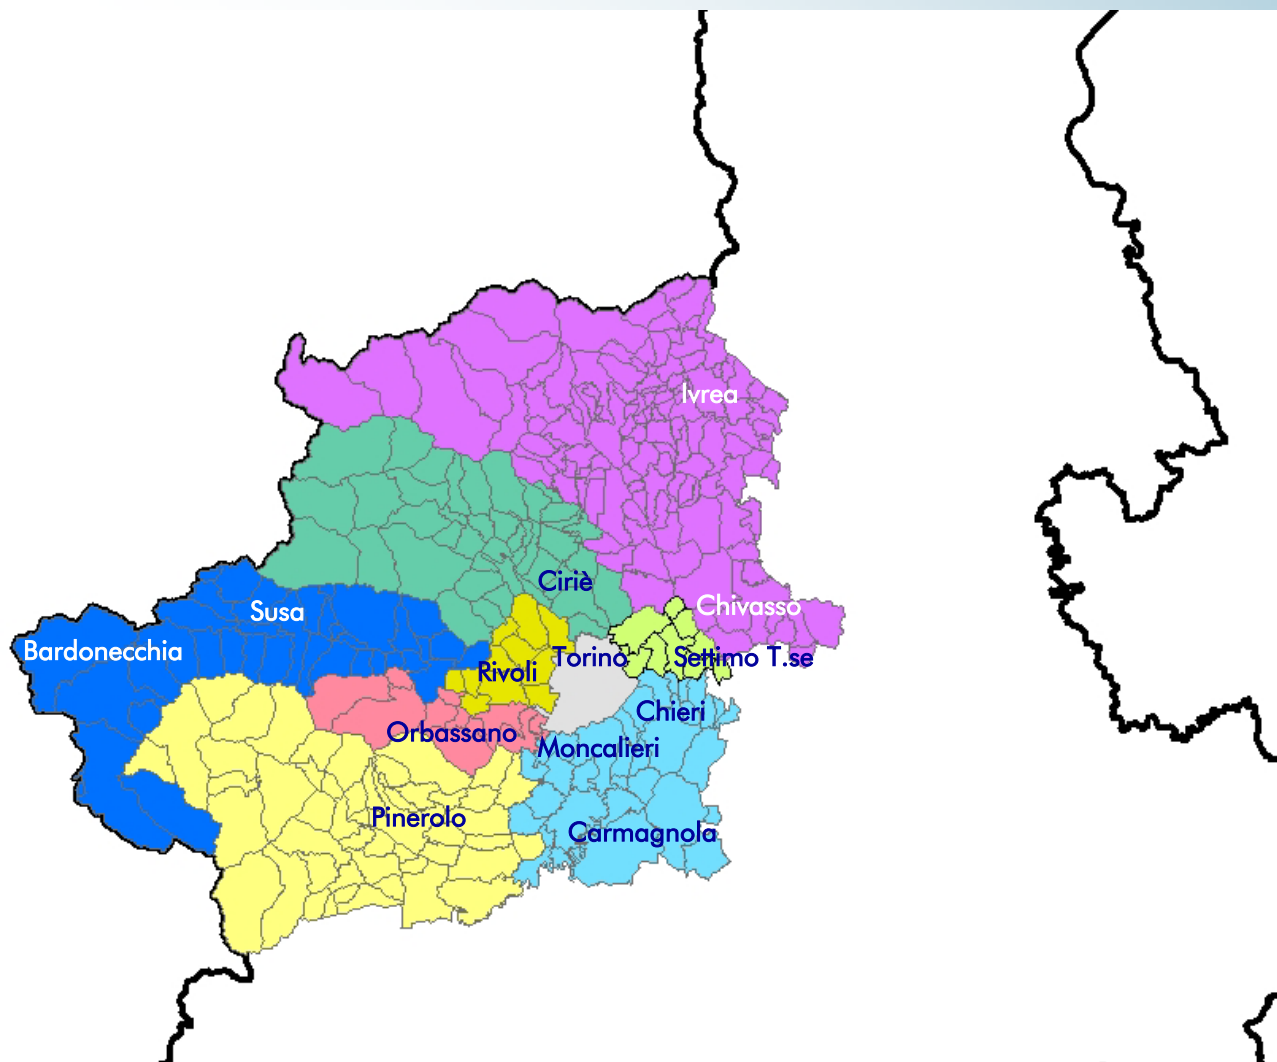 Ivrea
Ciriè
Chivasso
Susa
Bardonecchia
Torino
Settimo T.se
Rivoli
Chieri
Orbassano
Moncalieri
Pinerolo
Carmagnola